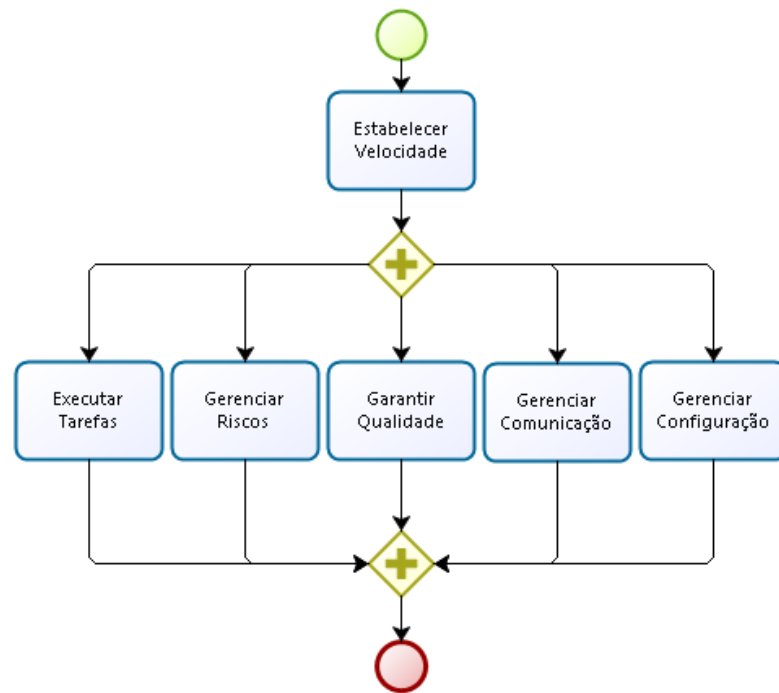 Estabelecer
Velocidade
Executar
Tarefas
Gerenciar
Riscos
Garantir
Qualidade
Gerenciar
Comunicação
Gerenciar
Configuração